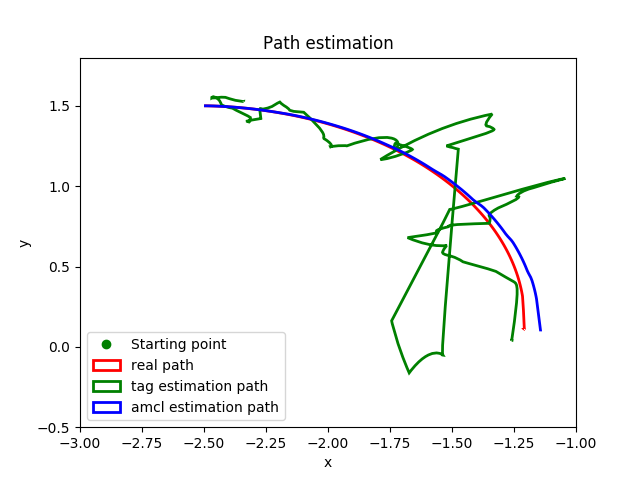 Path estimation
1.5
1.0
y
0.5
0.0
−0.5
Starting point
real path
tag estimation path
amcl estimation path
−3.00 −2.75 −2.50 −2.25 −2.00 −1.75 −1.50 −1.25 −1.00
x